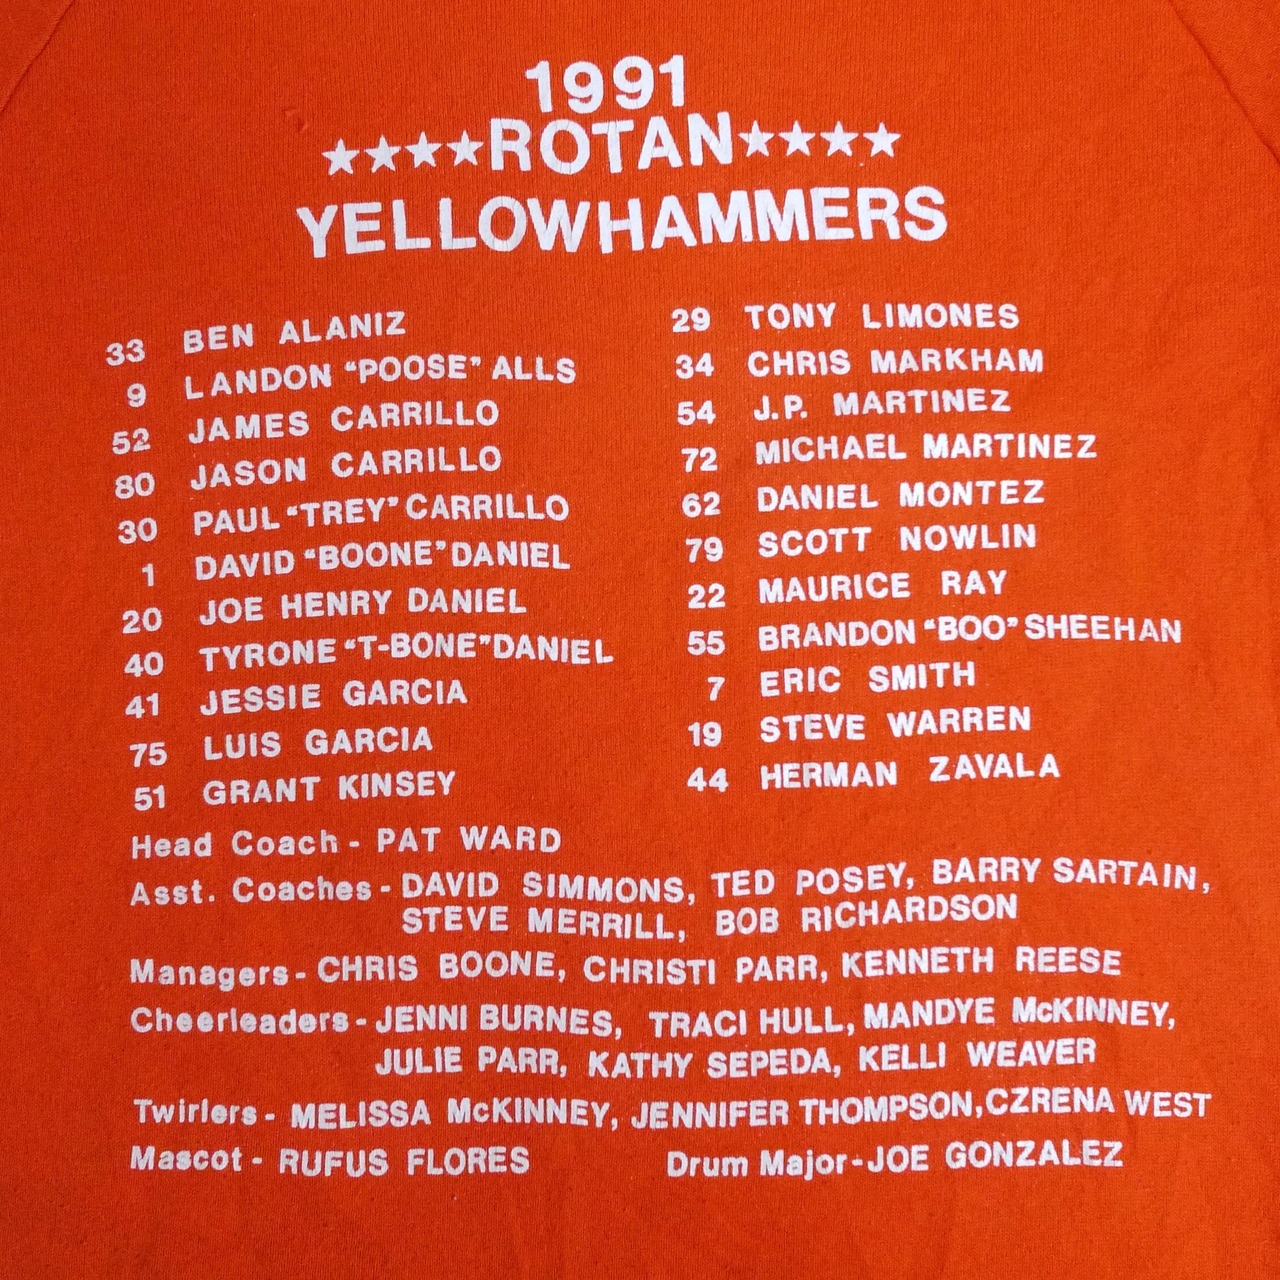 1991
★★★★ROTAN★★★★
YELLOWHAMMERS
33 BEN ALANIZ
9 LANDON "POOSE" ALLS
52 JAMES CARRILLO
80 JASON CARRILLO
30 PAUL "TREY" CARRILLO
1 DAVID "BOONE" DANIEL
20 JOE HENRY DANIEL
40 TYRONE "T-BONE" DANIEL
41 JESSIE GARCIA
75 LUIS GARCIA
51 GRANT KINSEY
29 TONY LIMONES
34 CHRIS MARKHAM
54 J.P. MARTINEZ
72 MICHAEL MARTINEZ
62 DANIEL MONTEZ
79 SCOTT NOWLIN
22 MAURICE RAY
55 BRANDON "BOO" SHEEHAN
7 ERIC SMITH
19 STEVE WARREN
44 HERMAN ZAVALA
Head Coach - PAT WARD
Asst. Coaches - DAVID SIMMONS, TED POSEY, BARRY SARTAIN,
STEVE MERRILL, BOB RICHARDSON
Managers - CHRIS BOONE, CHRISTI PARR, KENNETH REESE
Cheerleaders - JENNI BURNES, TRACI HULL, MANDYE McKINNEY,
JULIE PARR, KATHY SEPEDA, KELLI WEAVER
Twirlers - MELISSA McKINNEY, JENNIFER THOMPSON, CZRENA WEST
Mascot - RUFUS FLORES Drum Major - JOE GONZALEZ